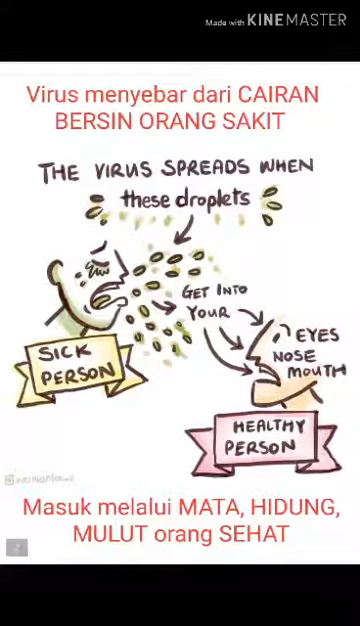 Made with KINEMASTER
Virus menyebar dari CAIRAN
BERSIN ORANG SAKIT
THE VIRUS SPREADS WHEN
these droplets
GET INTO
YOUR
EYES
NOSE
MOUTH
SICK
PERSON
HEALTHY
PERSON
Masuk melalui MATA, HIDUNG,
MULUT orang SEHAT